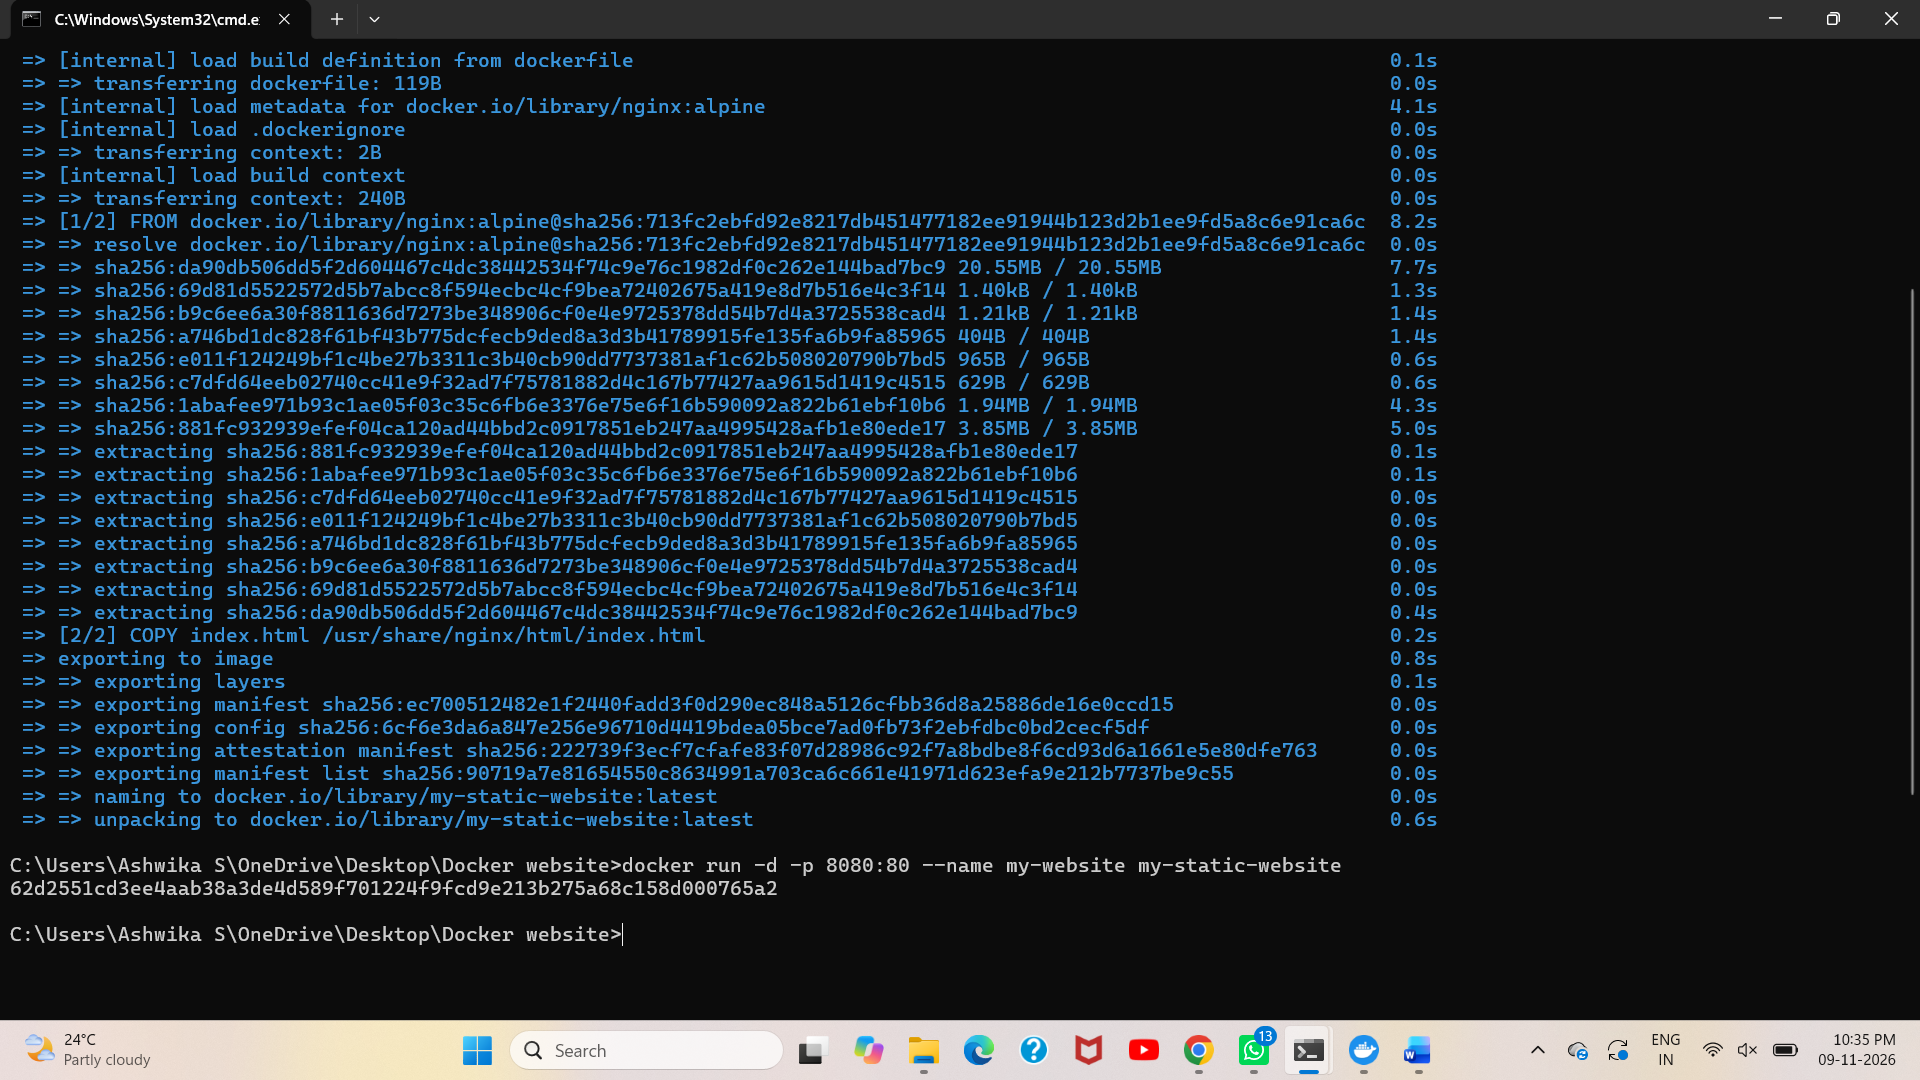 C:\Windows\System32\cmd.e
=> [internal] load build definition from dockerfile 0.1s
=> => transferring dockerfile: 119B 0.0s
=> [internal] load metadata for docker.io/library/nginx:alpine 4.1s
=> [internal] load .dockerignore 0.0s
=> => transferring context: 2B 0.0s
=> [internal] load build context 0.0s
=> => transferring context: 240B 0.0s
=> [1/2] FROM docker.io/library/nginx:alpine@sha256:713fc2ebfd92e8217db451477182ee91944b123d2b1ee9fd5a8c6e91ca6c 8.2s
=> => resolve docker.io/library/nginx:alpine@sha256:713fc2ebfd92e8217db451477182ee91944b123d2b1ee9fd5a8c6e91ca6c 0.0s
=> => sha256:da90db506dd5f2d604467c4dc38442534f74c9e76c1982df0c262e144bad7bc9 20.55MB / 20.55MB 7.7s
=> => sha256:69d81d5522572d5b7abcc8f594ecbc4cf9bea72402675a419e8d7b516e4c3f14 1.40kB / 1.40kB 1.3s
=> => sha256:b9c6ee6a30f8811636d7273be348906cf0e4e9725378dd54b7d4a3725538cad4 1.21kB / 1.21kB 1.4s
=> => sha256:a746bd1dc828f61bf43b775dcfecb9ded8a3d3b41789915fe135fa6b9fa85965 404B / 404B 1.4s
=> => sha256:e011f124249bf1c4be27b3311c3b40cb90dd7737381af1c62b508020790b7bd5 965B / 965B 0.6s
=> => sha256:c7dfd64eeb02740cc41e9f32ad7f75781882d4c167b77427aa9615d1419c4515 629B / 629B 0.6s
=> => sha256:1abafee971b93c1ae05f03c35c6fb6e3376e75e6f16b590092a822b61ebf10b6 1.94MB / 1.94MB 4.3s
=> => sha256:881fc932939efef04ca120ad44bbd2c0917851eb247aa4995428afb1e80ede17 3.85MB / 3.85MB 5.0s
=> => extracting sha256:881fc932939efef04ca120ad44bbd2c0917851eb247aa4995428afb1e80ede17 0.1s
=> => extracting sha256:1abafee971b93c1ae05f03c35c6fb6e3376e75e6f16b590092a822b61ebf10b6 0.1s
=> => extracting sha256:c7dfd64eeb02740cc41e9f32ad7f75781882d4c167b77427aa9615d1419c4515 0.0s
=> => extracting sha256:e011f124249bf1c4be27b3311c3b40cb90dd7737381af1c62b508020790b7bd5 0.0s
=> => extracting sha256:a746bd1dc828f61bf43b775dcfecb9ded8a3d3b41789915fe135fa6b9fa85965 0.0s
=> => extracting sha256:b9c6ee6a30f8811636d7273be348906cf0e4e9725378dd54b7d4a3725538cad4 0.0s
=> => extracting sha256:69d81d5522572d5b7abcc8f594ecbc4cf9bea72402675a419e8d7b516e4c3f14 0.0s
=> => extracting sha256:da90db506dd5f2d604467c4dc38442534f74c9e76c1982df0c262e144bad7bc9 0.4s
=> [2/2] COPY index.html /usr/share/nginx/html/index.html 0.2s
=> exporting to image 0.8s
=> => exporting layers 0.1s
=> => exporting manifest sha256:ec700512482e1f2440fadd3f0d290ec848a5126cfbb36d8a25886de16e0ccd15 0.0s
=> => exporting config sha256:6cf6e3da6a847e256e96710d4419bdea05bce7ad0fb73f2ebfdbc0bd2cecf5df 0.0s
=> => exporting attestation manifest sha256:222739f3ecf7cfafe83f07d28986c92f7a8bdbe8f6cd93d6a1661e5e80dfe763 0.0s
=> => exporting manifest list sha256:90719a7e81654550c8634991a703ca6c661e41971d623efa9e212b7737be9c55 0.0s
=> => naming to docker.io/library/my-static-website:latest 0.0s
=> => unpacking to docker.io/library/my-static-website:latest 0.6s
C:\Users\Ashwika S\OneDrive\Desktop\Docker website>docker run -d -p 8080:80 --name my-website my-static-website
62d2551cd3ee4aab38a3de4d589f701224f9fcd9e213b275a68c158d000765a2
C:\Users\Ashwika S\OneDrive\Desktop\Docker website>
24°C
Partly cloudy
Search
13
ENG
IN
10:35 PM
09-11-2026